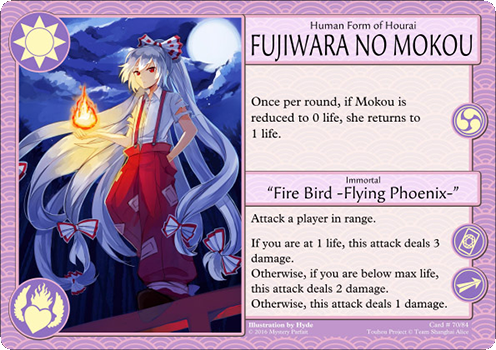 Human Form of Hourai
FUJIWARA NO MOKOU
Once per round, if Mokou is
reduced to 0 life, she returns to
1 life.
Immortal
“Fire Bird -Flying Phoenix-”
Attack a player in range.
If you are at 1 life, this attack deals 3
damage.
Otherwise, if you are below max life,
this attack deals 2 damage.
Otherwise, this attack deals 1 damage.
Illustration by Hyde
Card # 70/84
© 2016 Mystery Parfait
Touhou Project © Team Shanghai Alice